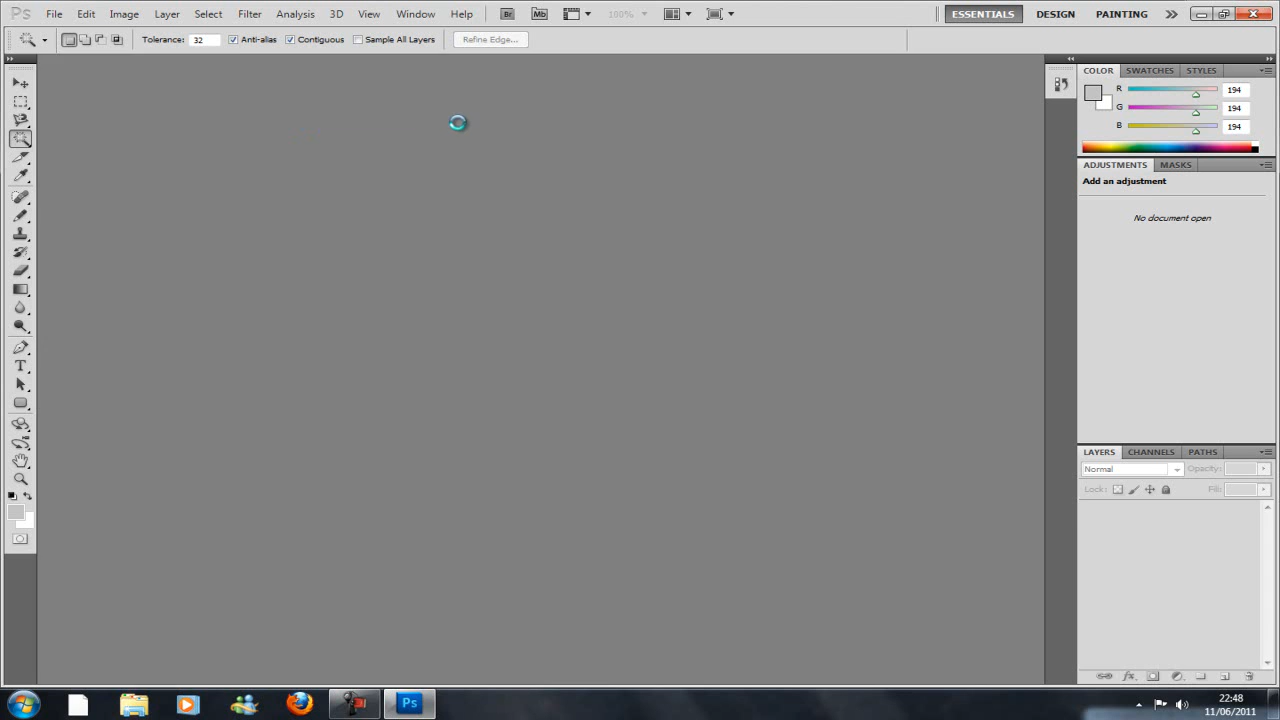 Ps File Edit Image Layer Select Filter Analysis 3D View Window Help Br Mb 100% ESSENTIALS DESIGN PAINTING
Tolerance: 32 Anti-alias Contiguous Sample All Layers Refine Edge...
COLOR SWATCHES STYLES
R 194
G 194
B 194
ADJUSTMENTS MASKS
Add an adjustment
No document open
T
LAYERS CHANNELS PATHS
Normal Opacity:
Lock: Fill:
Ps
22:48
11/06/2011